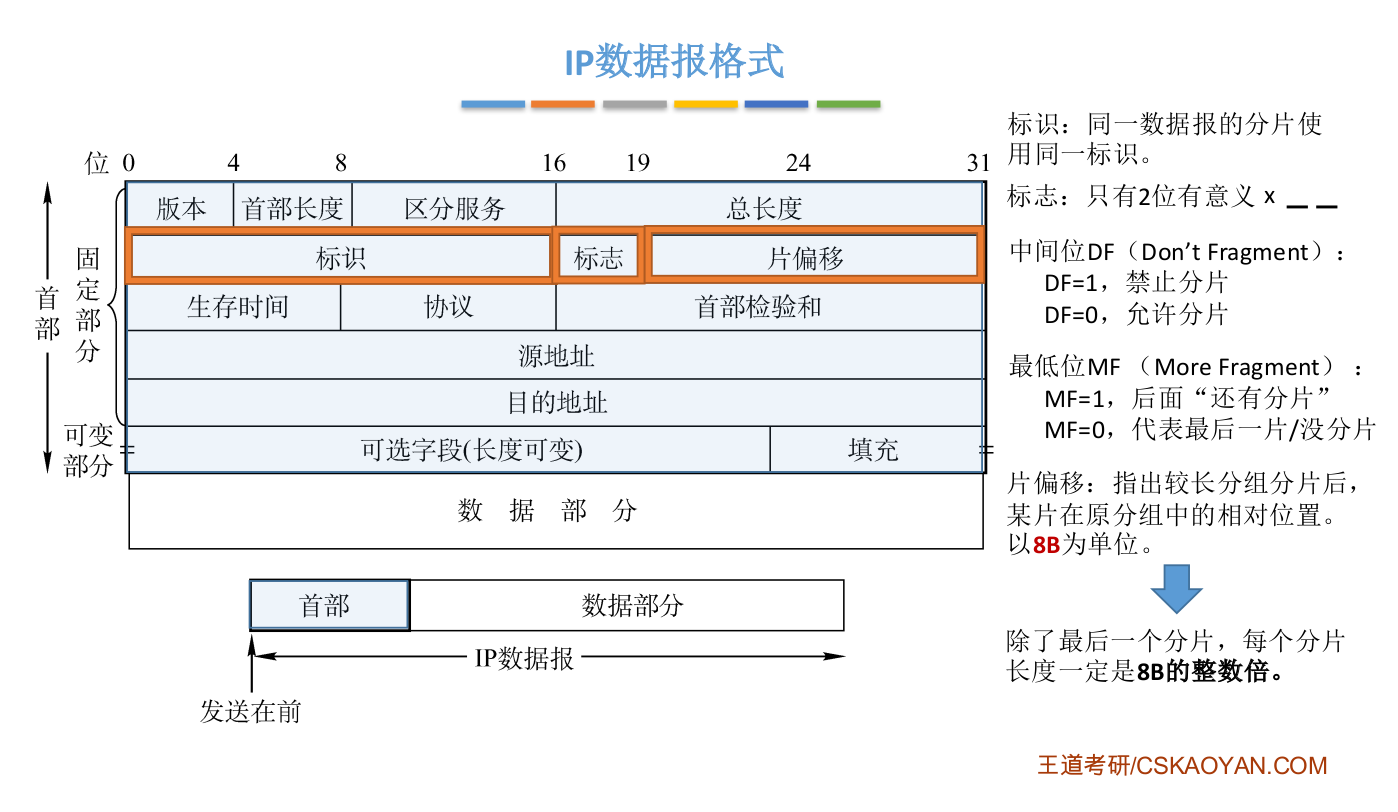 IP数据报格式
位 0 4 8 16 19 24 31
版本 首部长度 区分服务 总长度
标识 标志 片偏移
生存时间 协议 首部检验和
源地址
目的地址
可选字段(长度可变) 填充
数 据 部 分
首部
固定部分
可变
部分
首部 数据部分
IP数据报
发送在前
标识：同一数据报的分片使
用同一标识。
标志：只有2位有意义 x _ _
中间位DF（Don’t Fragment）：
DF=1，禁止分片
DF=0，允许分片
最低位MF （More Fragment） ：
MF=1，后面“还有分片”
MF=0，代表最后一片/没分片
片偏移：指出较长分组分片后，
某片在原分组中的相对位置。
以8B为单位。
除了最后一个分片，每个分片
长度一定是8B的整数倍。
王道考研/CSKAOYAN.COM